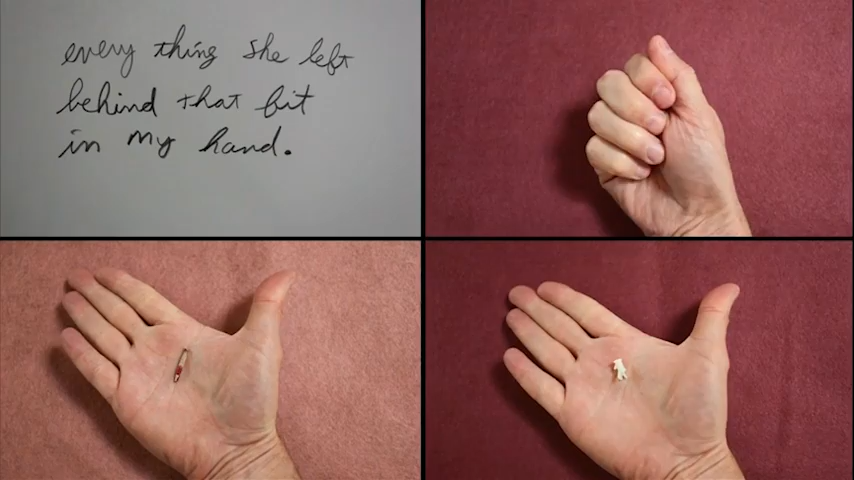 every thing she left
behind that fit
in my hand.